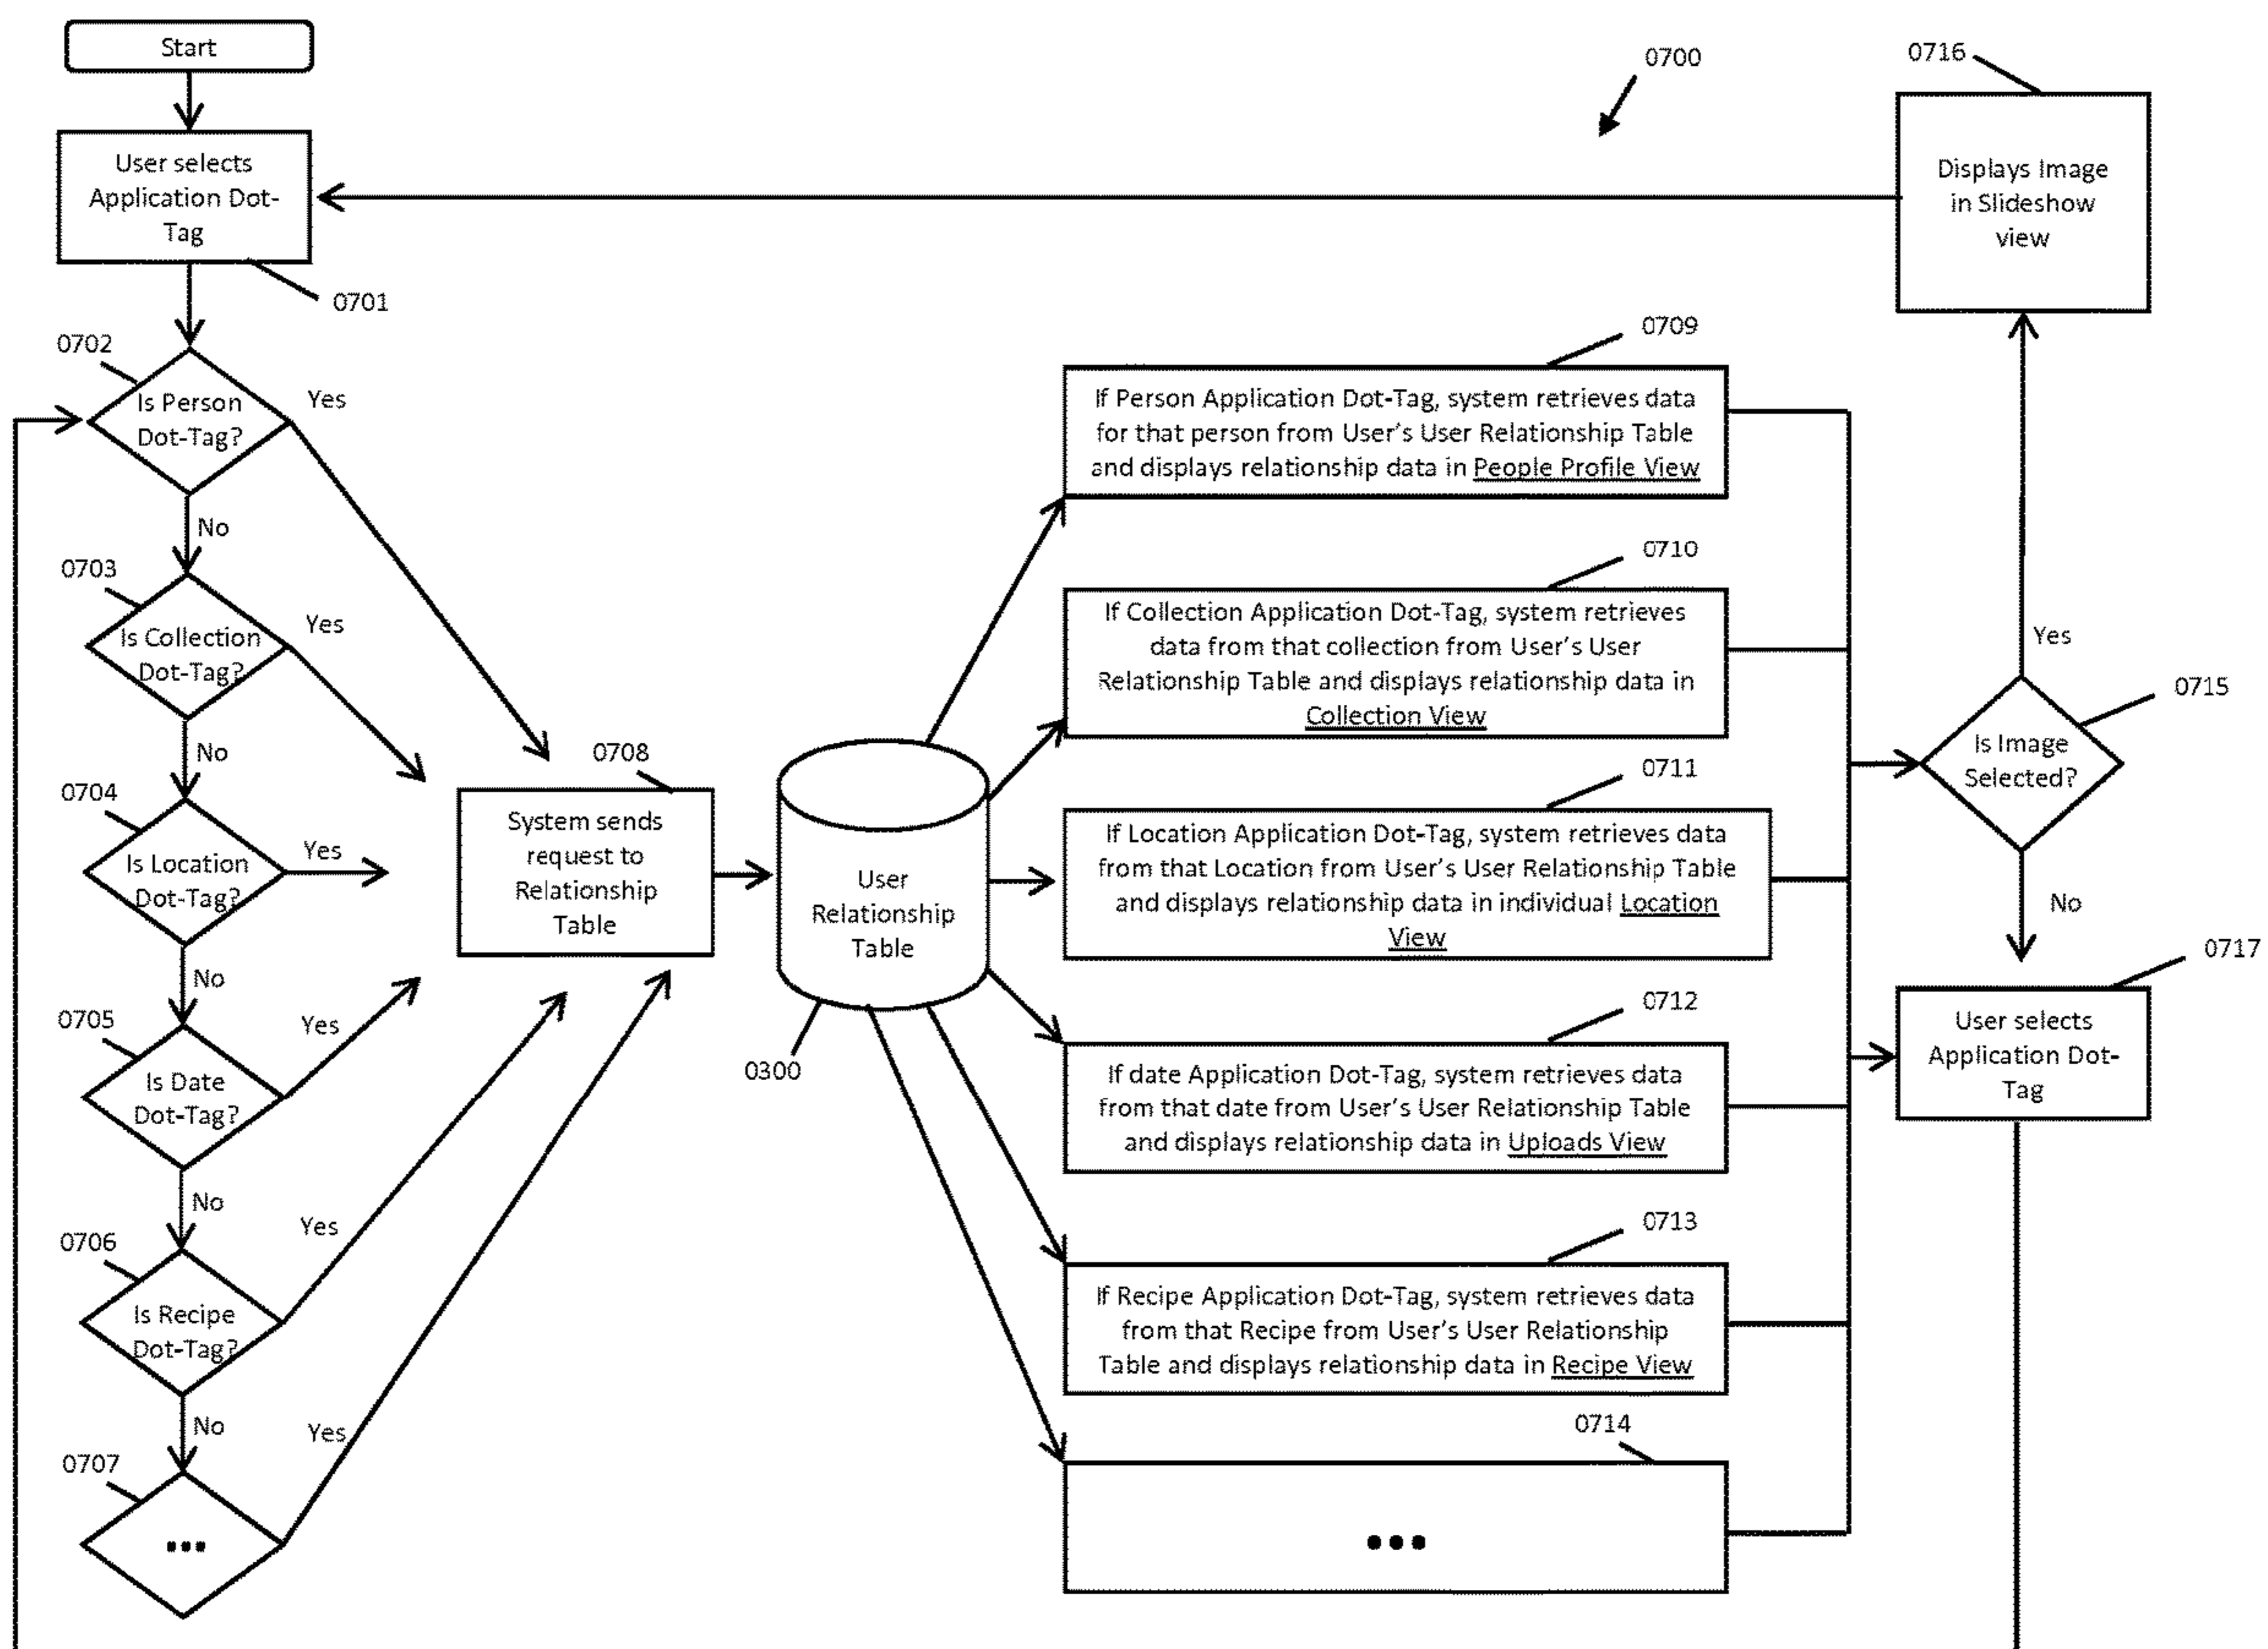 Start
0700
0716
User selects
Application Dot-
Tag
0701
Displays Image
in Slideshow
view
0702
Is Person
Dot-Tag?
Yes
No
0703
Is Collection
Dot-Tag?
Yes
No
0704
Is Location
Dot-Tag?
Yes
No
0705
Is Date
Dot-Tag?
Yes
No
0706
Is Recipe
Dot-Tag?
Yes
No
0707
...
Yes
0708
System sends
request to
Relationship
Table
User
Relationship
Table
0300
0709
If Person Application Dot-Tag, system retrieves data
for that person from User's User Relationship Table
and displays relationship data in People Profile View
0710
If Collection Application Dot-Tag, system retrieves
data from that collection from User's User
Relationship Table and displays relationship data in
Collection View
0711
If Location Application Dot-Tag, system retrieves data
from that Location from User's User Relationship Table
and displays relationship data in individual Location
View
0712
If date Application Dot-Tag, system retrieves data
from that date from User's User Relationship Table
and displays relationship data in Uploads View
0713
If Recipe Application Dot-Tag, system retrieves data
from that Recipe from User's User Relationship
Table and displays relationship data in Recipe View
0714
...
0715
Is Image
Selected?
Yes
No
0717
User selects
Application Dot-
Tag